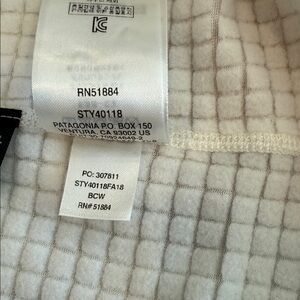 RN51884
STY40118
PATAGONIA PO. BOX 150
VENTURA, CA 93002 US
PO: 307811
STY40118FA18
BCW
RN# 51884